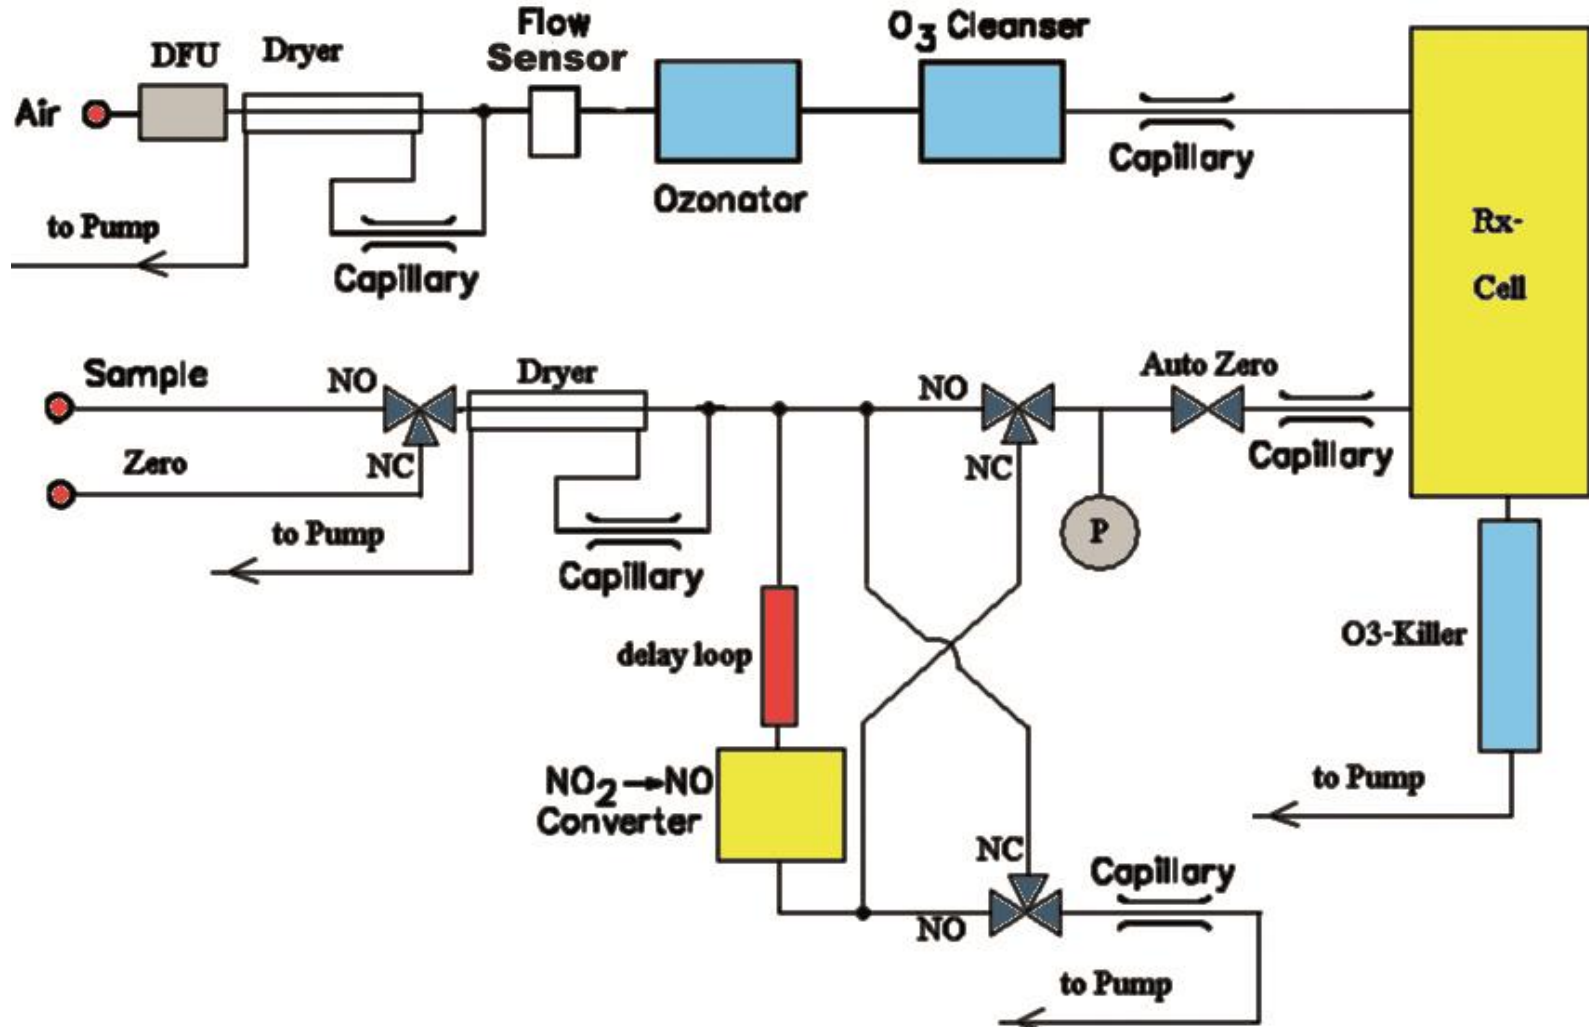 Flow
Sensor
O3 Cleanser
DFU
Dryer
Air
Capillary
Ozonator
to Pump
Capillary
Rx-
Cell
Sample
NO
Dryer
NO
Auto Zero
Zero
NC
NC
Capillary
to Pump
P
Capillary
delay loop
O3-Killer
NO2→NO
Converter
to Pump
NC
Capillary
NO
to Pump